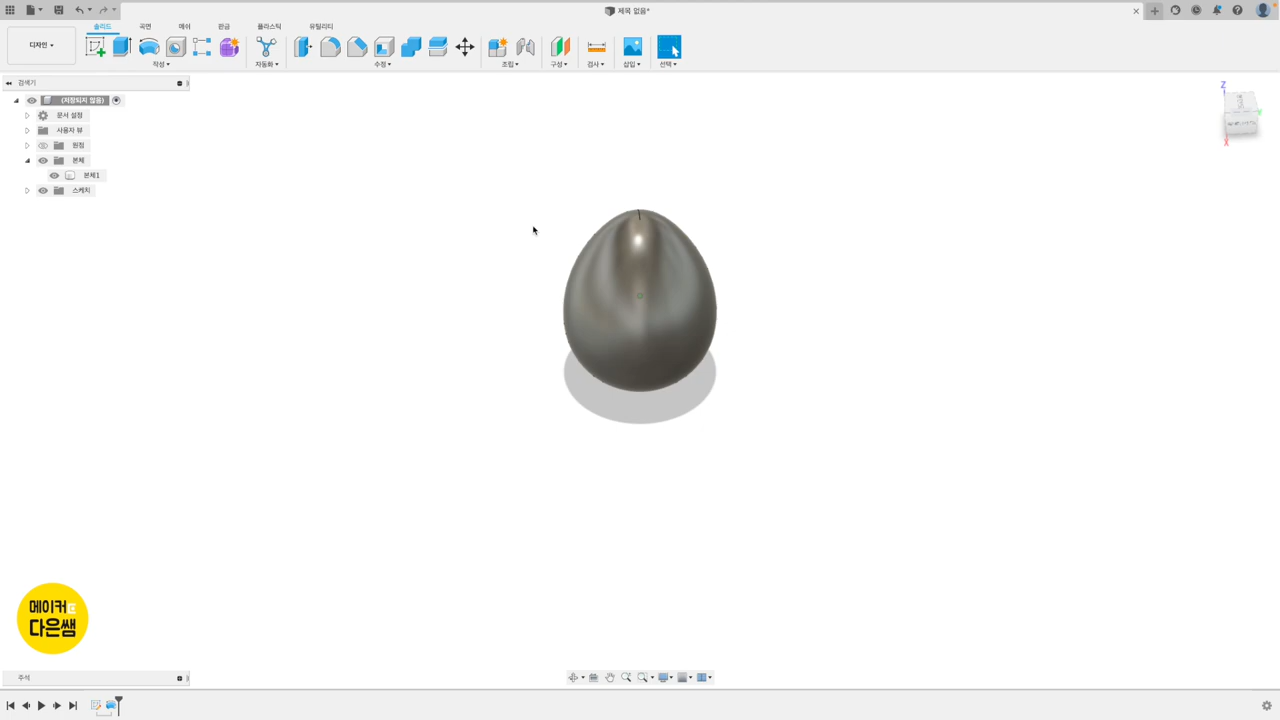 제목 없음*
디자인
솔리드 곡면 메쉬 판금 플라스틱 유틸리티
작성 자동화 수정 조립 구성 검사 삽입 선택
검색기
(저장되지 않음)
문서 설정
사용자 뷰
원점
본체
본체1
스케치
Z
Y
X
메이커
다은쌤
주석